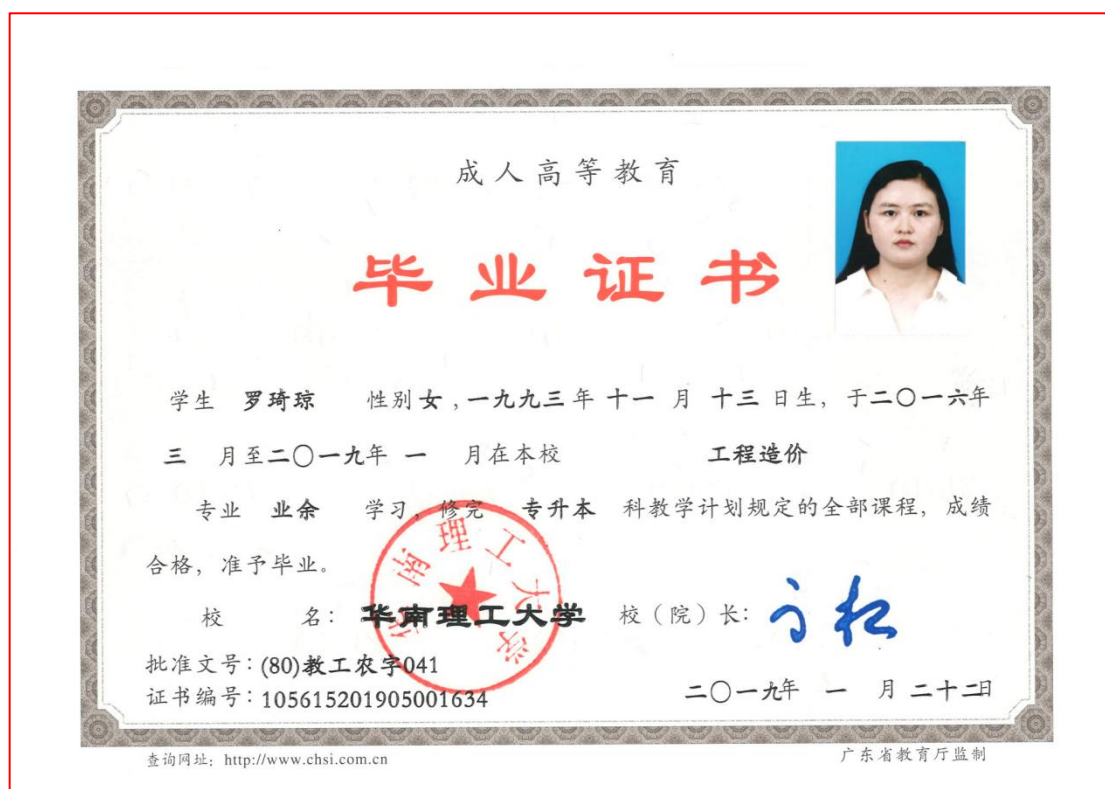 成人高等教育
毕业证书
学生 罗琦琼 性别 女 , 一九九三 年 十一 月 十三 日生, 于二〇一六年
三 月至二〇一九年 一 月在本校 工程造价
专业 业余 学习, 修完 专升本 科教学计划规定的全部课程, 成绩
合格, 准予毕业。
华南理工大学
校 名: 华南理工大学 校（院）长:
批准文号: (80)教工农字041
证书编号: 105615201905001634
二〇一九年 一 月 二十二日
查询网址: http://www.chsi.com.cn
广东省教育厅监制